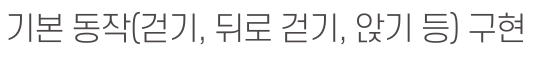 기본 동작(걷기, 뒤로 걷기, 앉기 등) 구현